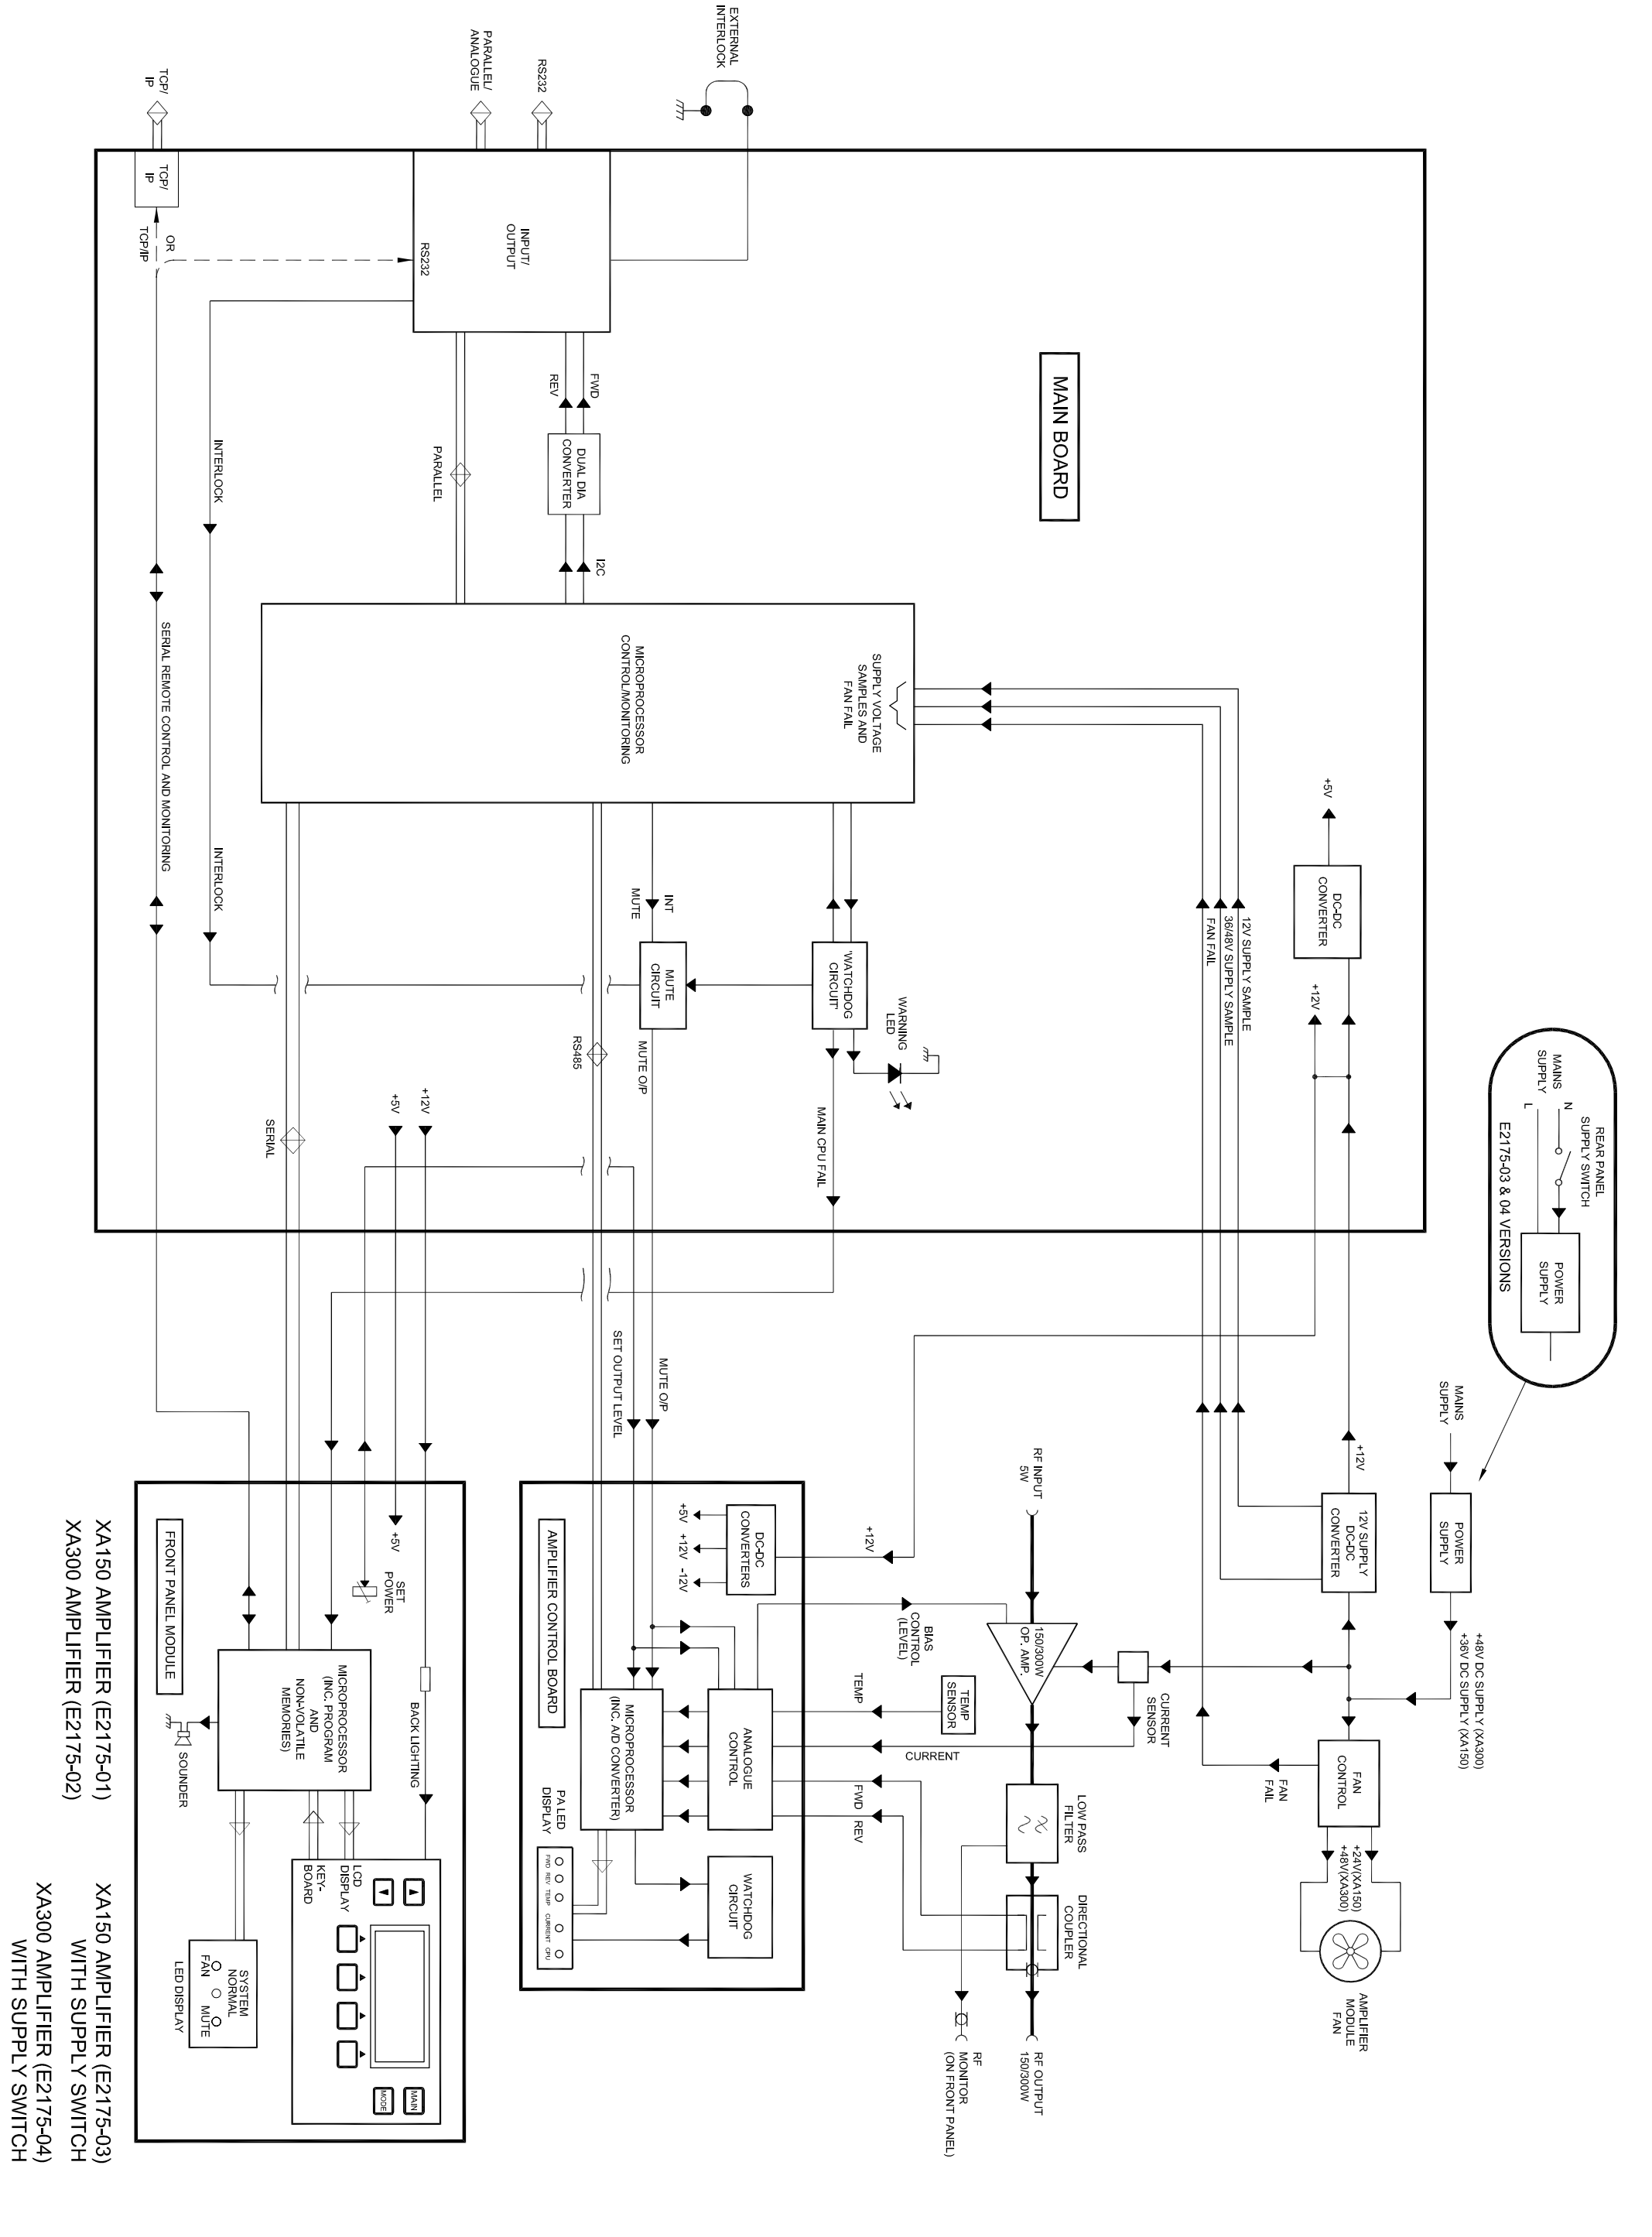 REAR PANEL
SUPPLY SWITCH
MAINS
SUPPLY
N
L
POWER
SUPPLY
E2175-03 & 04 VERSIONS
MAINS
SUPPLY
POWER
SUPPLY
+48V DC SUPPLY (XA300)
+36V DC SUPPLY (XA150)
+24V(XA150)
+48V(XA300)
FAN
CONTROL
FAN
FAIL
AMPLIFIER
MODULE
FAN
+5V
DC-DC
CONVERTER
+12V
+12V
12V SUPPLY
DC-DC
CONVERTER
12V SUPPLY SAMPLE
36/48V SUPPLY SAMPLE
FAN FAIL
CURRENT
SENSOR
MAIN BOARD
EXTERNAL
INTERLOCK
RS232
PARALLEL/
ANALOGUE
TCP/
IP
TCP/
IP
OR
TCP/IP
INPUT/
OUTPUT
RS232
FWD
REV
DUAL DIA
CONVERTER
I2C
PARALLEL
INTERLOCK
SUPPLY VOLTAGE
SAMPLES AND
FAN FAIL
MICROPROCESSOR
CONTROL/MONITORING
WARNING
LED
'WATCHDOG
CIRCUIT'
INT
MUTE
MUTE
CIRCUIT
MUTE O/P
MAIN CPU FAIL
RS485
SERIAL
INTERLOCK
SERIAL REMOTE CONTROL AND MONITORING
+12V
+5V
RF INPUT
5W
150/300W
OP. AMP.
LOW PASS
FILTER
DIRECTIONAL
COUPLER
RF OUTPUT
150/300W
RF
MONITOR
(ON FRONT PANEL)
TEMP
SENSOR
BIAS
CONTROL
(LEVEL)
CURRENT
TEMP
FWD
REV
+12V
MUTE O/P
SET OUTPUT LEVEL
DC-DC
CONVERTERS
+5V
+12V
-12V
ANALOGUE
CONTROL
WATCHDOG
CIRCUIT
MICROPROCESSOR
(INC. A/D CONVERTER)
AMPLIFIER CONTROL BOARD
PA LED
DISPLAY
FWD
REV
TEMP
CURRENT
CPU
BACK LIGHTING
+5V
SET
POWER
MICROPROCESSOR
(INC. PROGRAM)
AND
NON-VOLATILE
MEMORIES)
LCD
DISPLAY
KEY-
BOARD
MAIN
MODE
SOUNDER
SYSTEM
NORMAL
FAN
MUTE
LED DISPLAY
FRONT PANEL MODULE
XA150 AMPLIFIER (E2175-01)
XA300 AMPLIFIER (E2175-02)
XA150 AMPLIFIER (E2175-03)
WITH SUPPLY SWITCH
XA300 AMPLIFIER (E2175-04)
WITH SUPPLY SWITCH